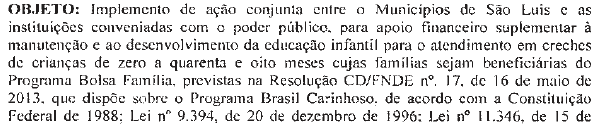 OBJETO: Implemento de ação conjunta entre o Municípios de São Luis e as
instituições conveniadas com o poder público, para apoio financeiro suplementar à
manutenção e ao desenvolvimento da educação infantil para o atendimento em creches
de crianças de zero a quarenta e oito meses cujas famílias sejam beneficiários do
Programa Bolsa Família, previstas na Resolução CD/FNDE nº. 17, de 16 de maio de
2013, que dispõe sobre o Programa Brasil Carinhoso, de acordo com a Constituição
Federal de 1988; Lei nº 9.394, de 20 de dezembro de 1996; Lei nº 11.346, de 15 de